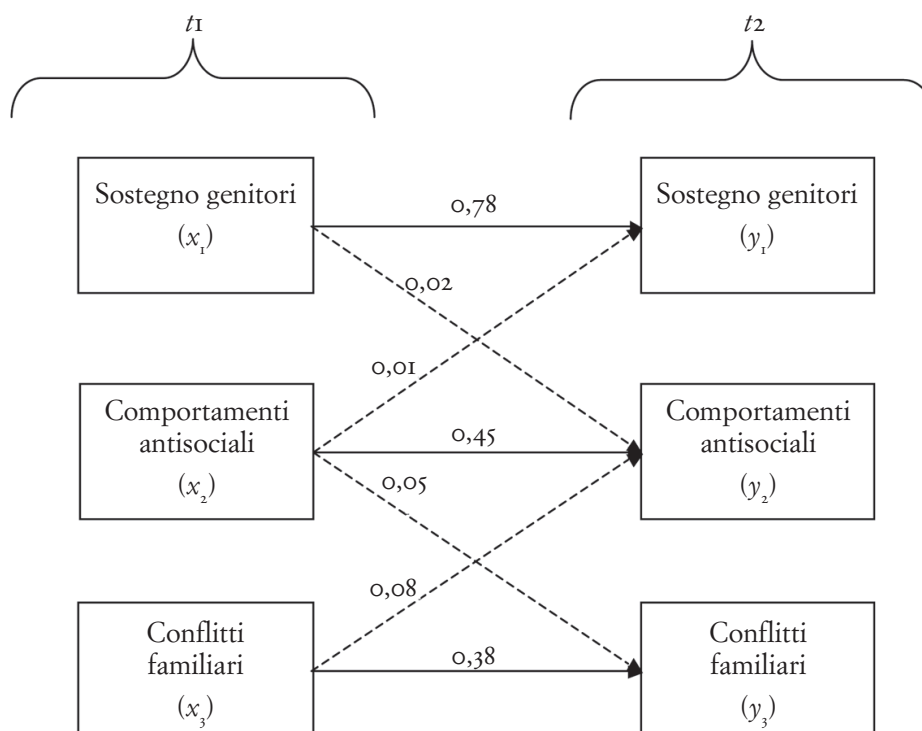 t1
t2
Sostegno genitori
(x₁)
0,78
Sostegno genitori
(y₁)
0,02
0,01
Comportamenti
antisociali
(x₂)
0,45
Comportamenti
antisociali
(y₂)
0,05
0,08
Conflitti
familiari
(x₃)
0,38
Conflitti
familiari
(y₃)